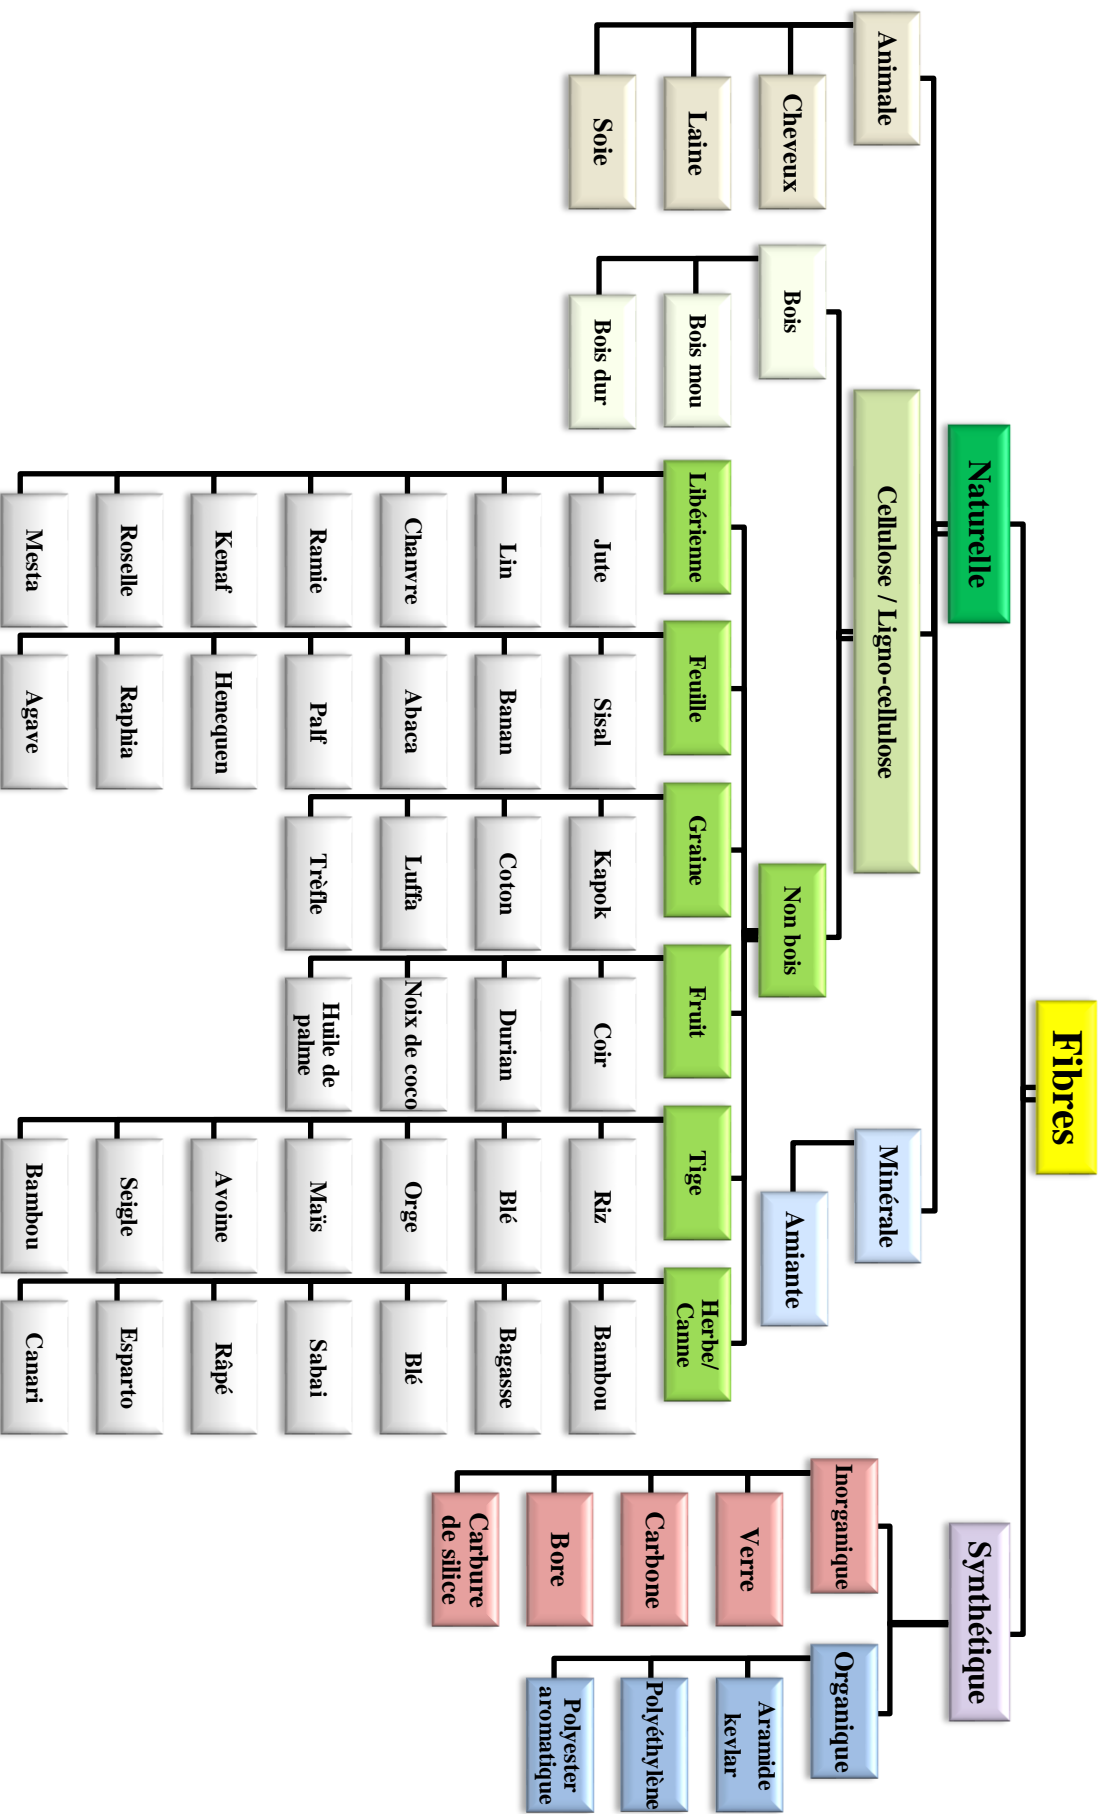 Fibres
Naturelle
Synthétique
Animale
Cellulose / Ligno-cellulose
Minérale
Inorganique
Organique
Cheveux
Laine
Soie
Bois
Non bois
Amiante
Bois mou
Bois dur
Libérienne
Feuille
Graine
Fruit
Tige
Herbe/
Canne
Jute
Lin
Chanvre
Ramie
Kenaf
Roselle
Mesta
Sisal
Banan
Abaca
Palf
Henequen
Raphia
Agave
Kapok
Coton
Luffa
Trèfle
Coir
Durian
Noix de coco
Huile de
palme
Riz
Blé
Orge
Maïs
Avoine
Seigle
Bambou
Bambou
Bagasse
Blé
Sabai
Râpé
Esparto
Canari
Verre
Carbone
Bore
Carbure
de silice
Aramide
kevlar
Polyéthylène
Polyester
aromatique